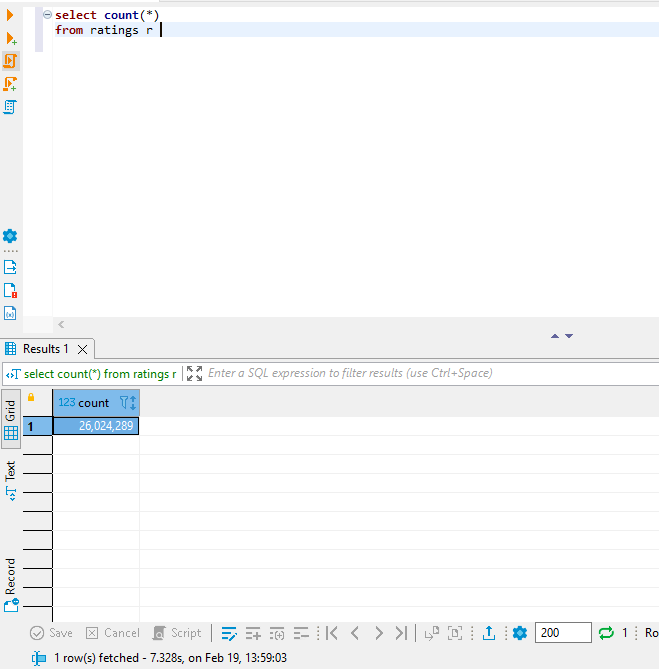 select count(*)
from ratings r
Results 1
select count(*) from ratings r
Enter a SQL expression to filter results (use Ctrl+Space)
Grid
Text
Record
123 count
1
26,024,289
Save
Cancel
Script
200
1
Ro
1 row(s) fetched - 7.328s, on Feb 19, 13:59:03